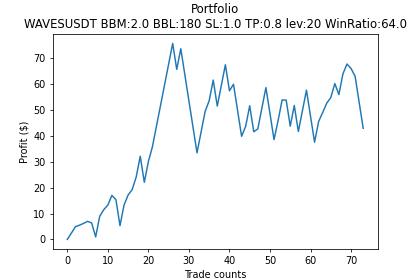 Portfolio
WAVESUSDT BBM:2.0 BBL:180 SL:1.0 TP:0.8 lev:20 WinRatio:64.0
Profit ($)
70
60
50
40
30
20
10
0
0 10 20 30 40 50 60 70
Trade counts